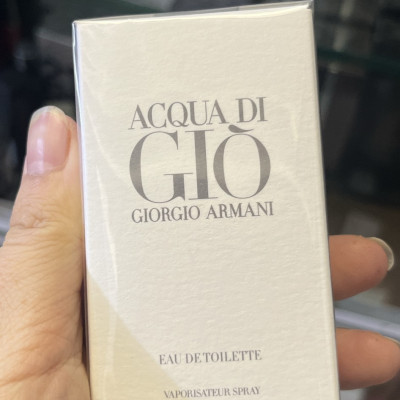 ACQUA DI
GIÒ
GIORGIO ARMANI
EAU DE TOILETTE
VAPORISATEUR SPRAY